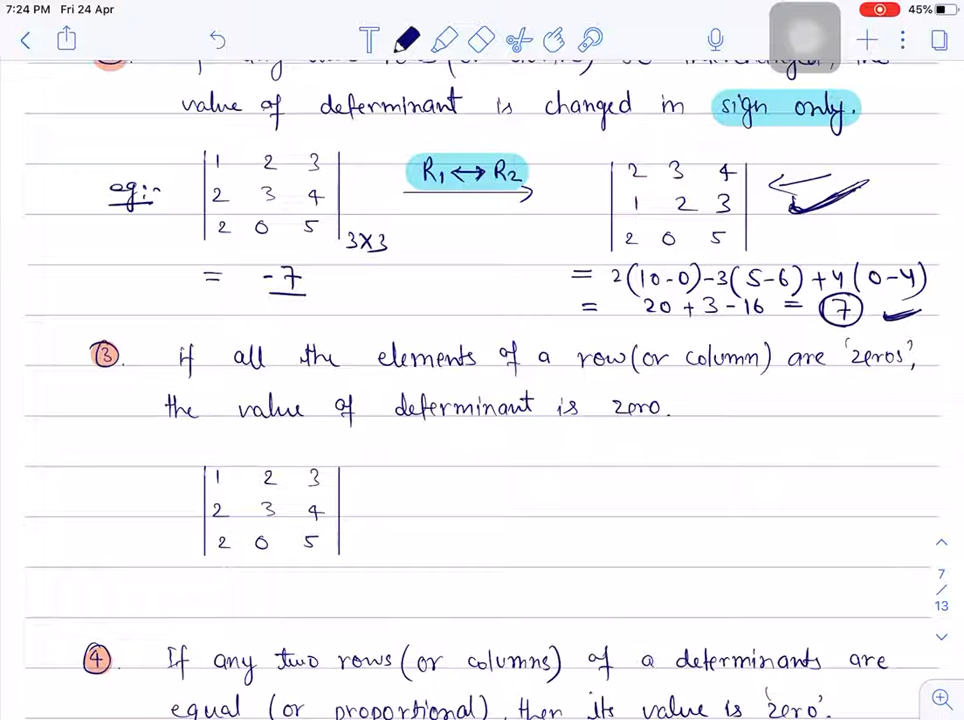 7:24 PM Fri 24 Apr
45%
value of determinant is changed in sign only.
eg:-
1 2 3
2 3 4
2 0 5
3×3
R1 ↔ R2
2 3 4
1 2 3
2 0 5
= -7
= 2(10-0)-3(5-6)+4(0-4)
= 20+3-16 = 7
3. if all the elements of a row (or column) are 'zeros',
the value of determinant is zero.
1 2 3
2 3 4
2 0 5
7
/
13
4. If any two rows (or columns) of a determinants are
equal (or proportional), then its value is 'zero'.